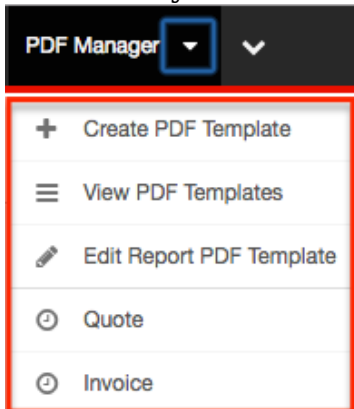 PDF Manager
Create PDF Template
View PDF Templates
Edit Report PDF Template
Quote
Invoice